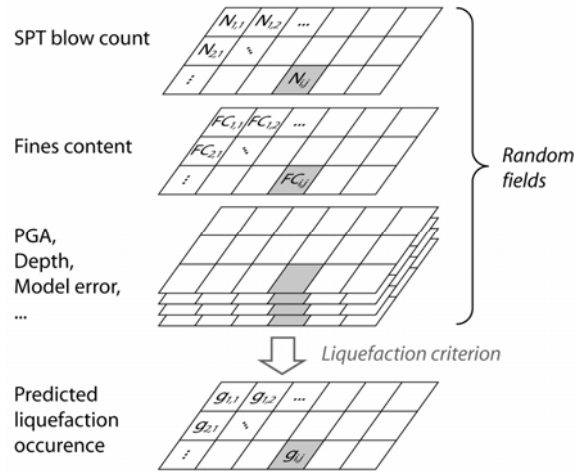 SPT blow count
N1,1 N1,2 ...
N2,1 ⋱
⋮ Ni,j
Fines content
FC1,1 FC1,2 ...
FC2,1 ⋱
⋮ FCi,j
Random
fields
PGA,
Depth,
Model error,
...
Liquefaction criterion
Predicted
liquefaction
occurence
g1,1 g1,2 ...
g2,1 ⋱
⋮ gi,j